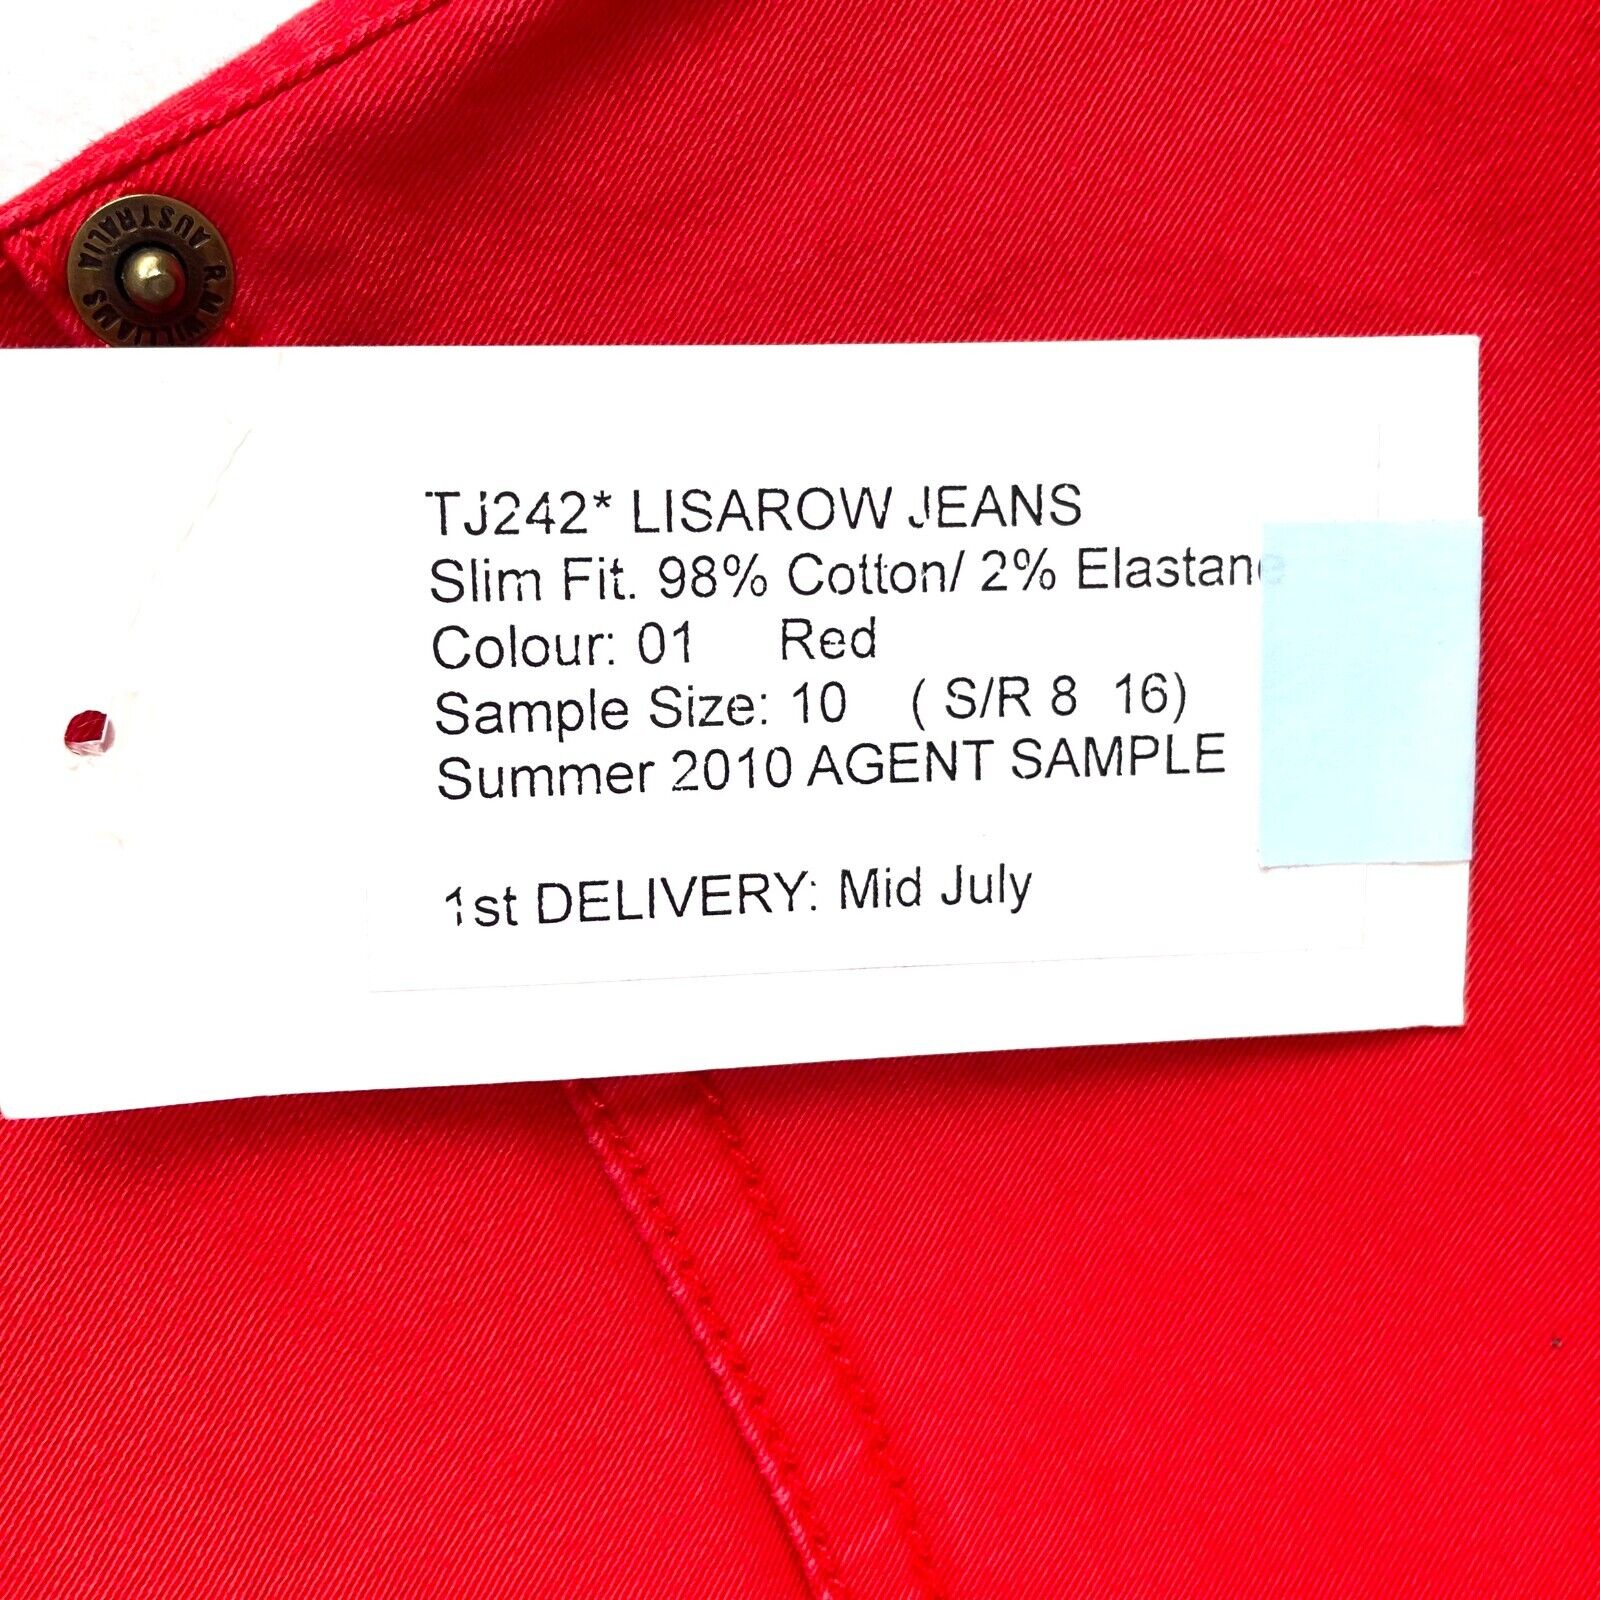 R.M.WILLIAMS
AUSTRALIA
TJ242* LISAROW JEANS
Slim Fit. 98% Cotton/ 2% Elastane
Colour: 01 Red
Sample Size: 10 ( S/R 8 16)
Summer 2010 AGENT SAMPLE
1st DELIVERY: Mid July